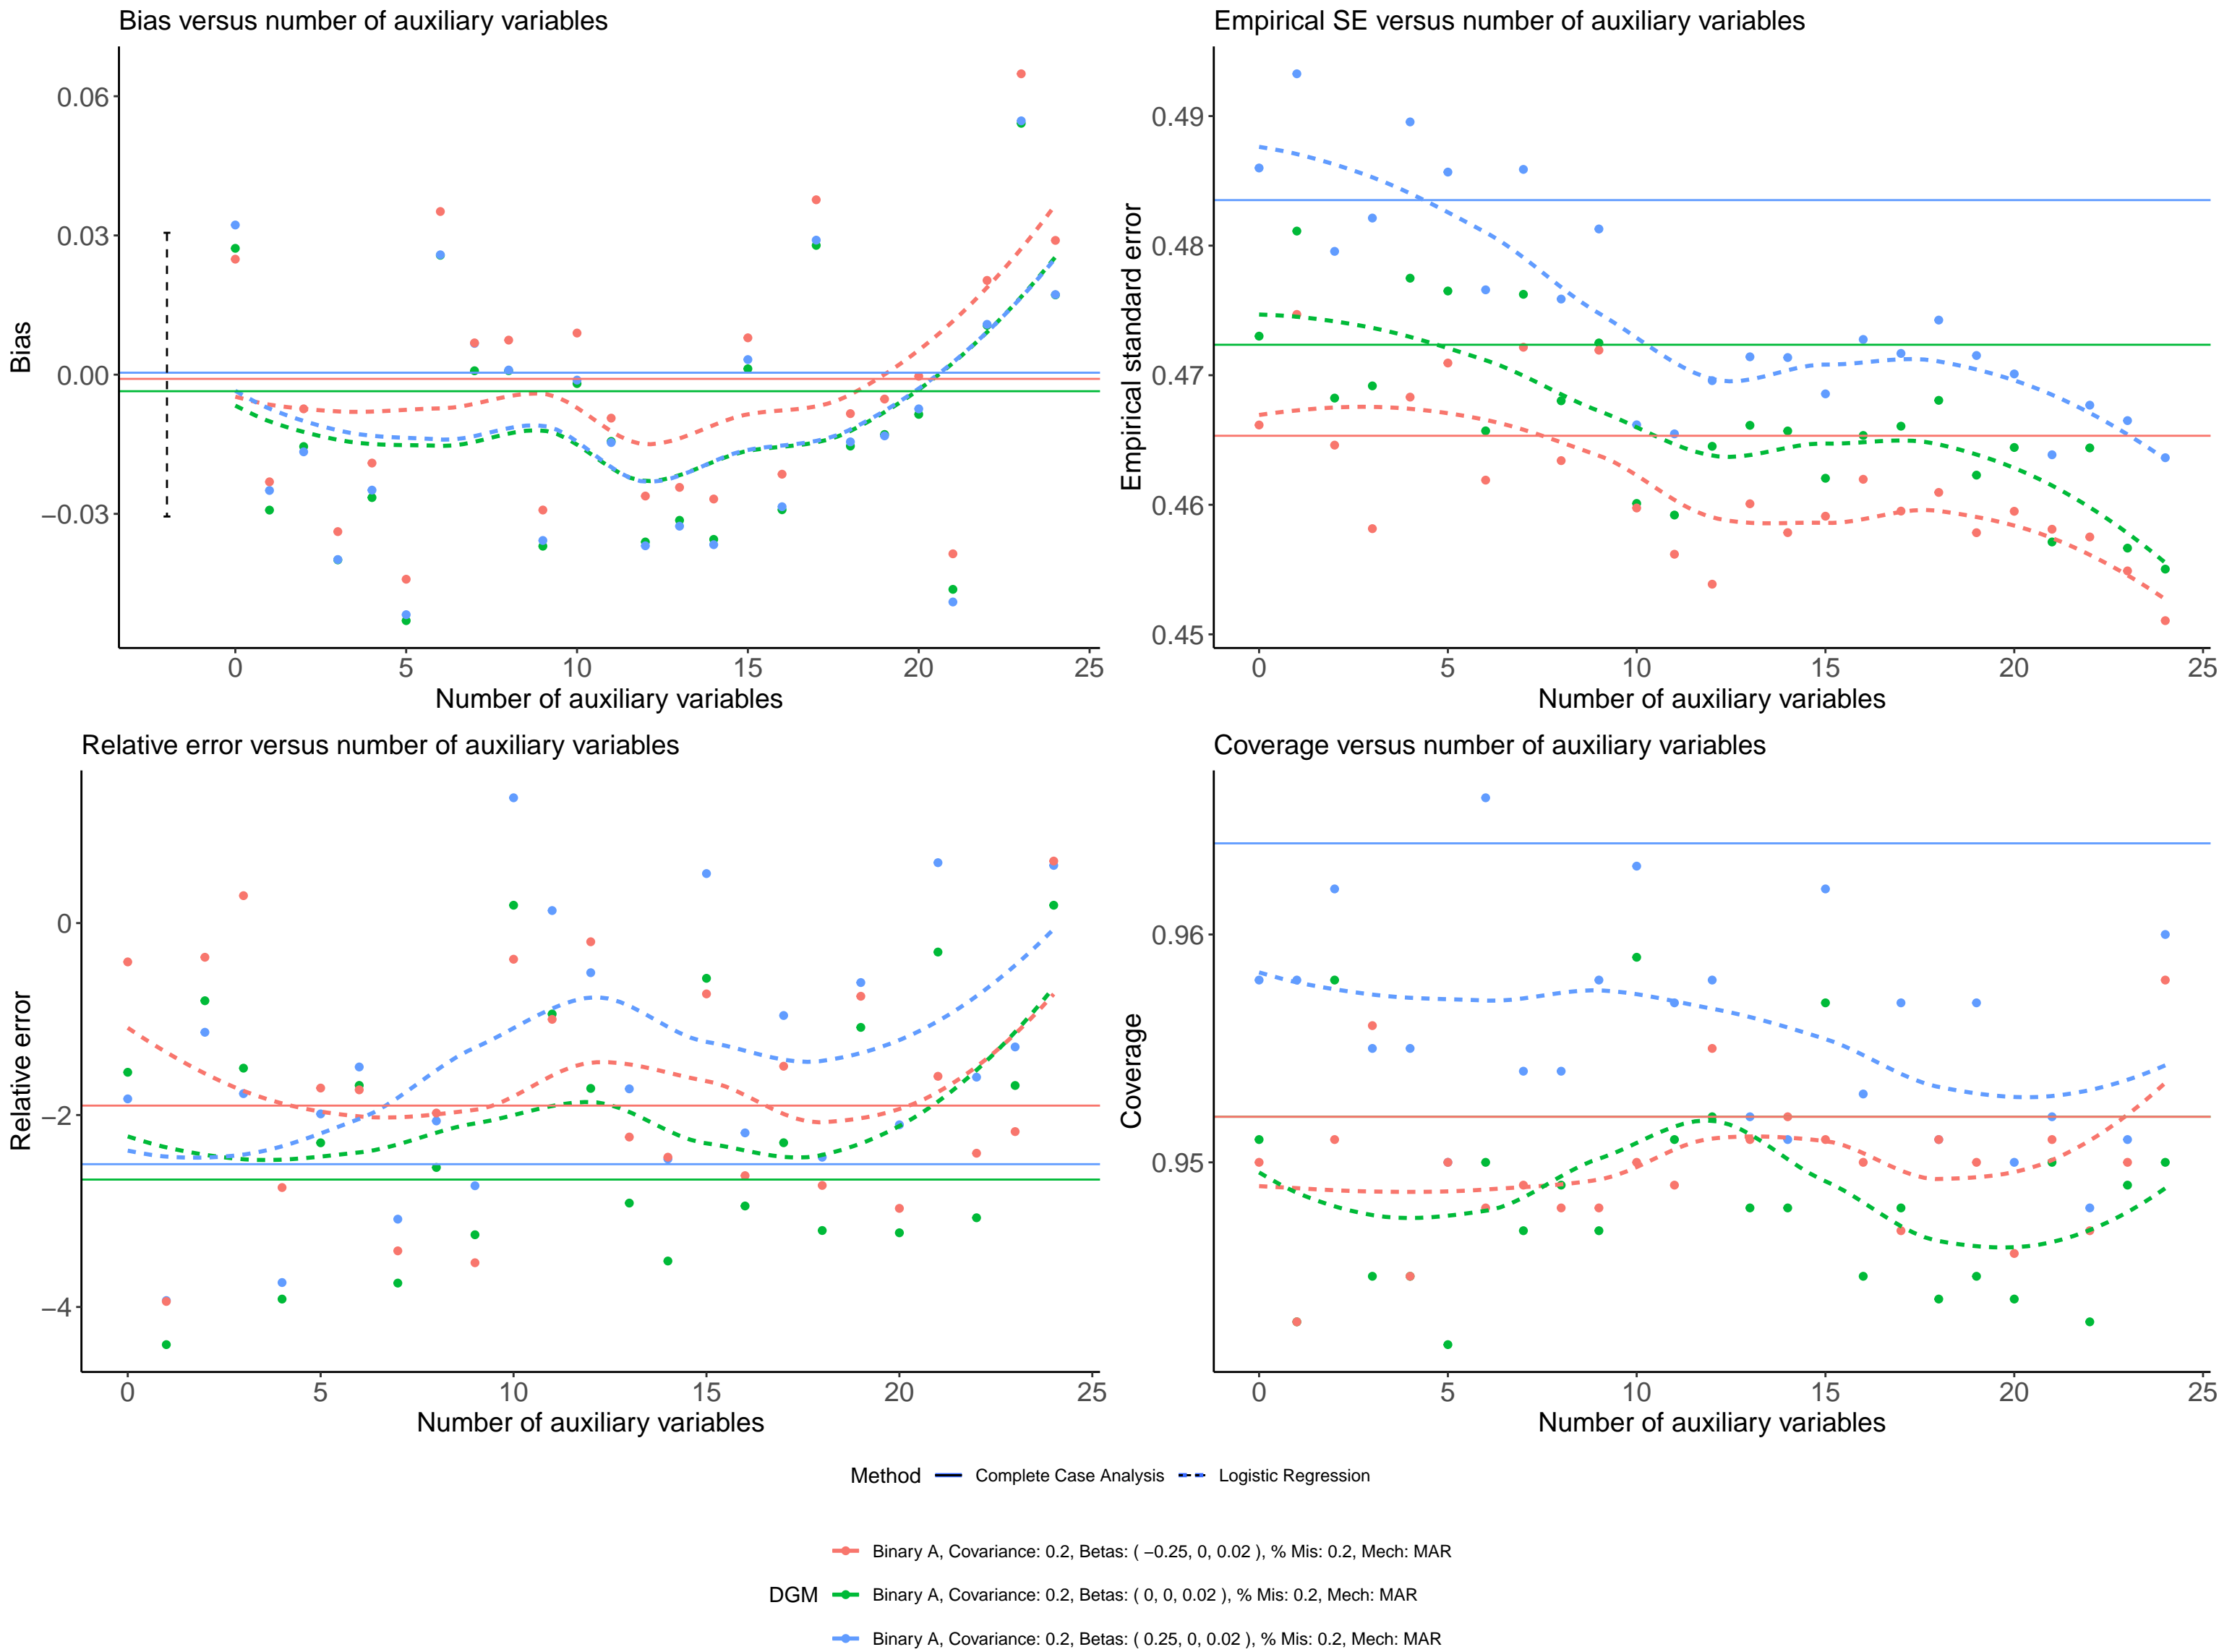 Bias versus number of auxiliary variables
Bias
0.06
0.03
0.00
−0.03
0 5 10 15 20 25
Number of auxiliary variables
Empirical SE versus number of auxiliary variables
Empirical standard error
0.49
0.48
0.47
0.46
0.45
0 5 10 15 20 25
Number of auxiliary variables
Relative error versus number of auxiliary variables
Relative error
0
−2
−4
0 5 10 15 20 25
Number of auxiliary variables
Coverage versus number of auxiliary variables
Coverage
0.96
0.95
0 5 10 15 20 25
Number of auxiliary variables
Method Complete Case Analysis Logistic Regression
Binary A, Covariance: 0.2, Betas: ( −0.25, 0, 0.02 ), % Mis: 0.2, Mech: MAR
DGM Binary A, Covariance: 0.2, Betas: ( 0, 0, 0.02 ), % Mis: 0.2, Mech: MAR
Binary A, Covariance: 0.2, Betas: ( 0.25, 0, 0.02 ), % Mis: 0.2, Mech: MAR